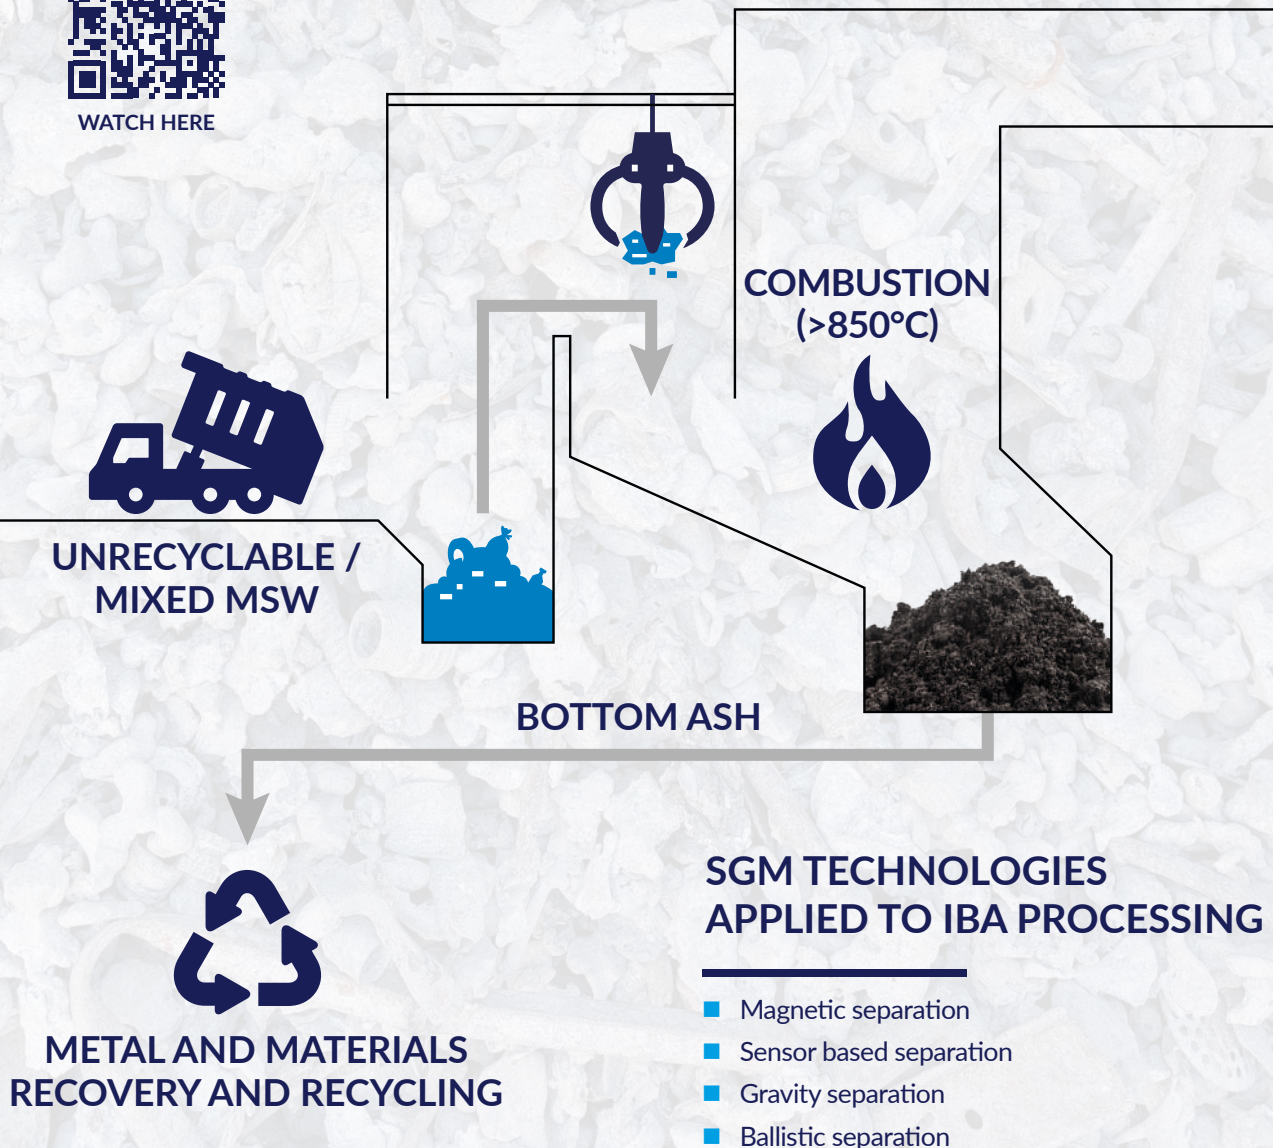 WATCH HERE
COMBUSTION
(>850°C)
UNRECYCLABLE /
MIXED MSW
BOTTOM ASH
METAL AND MATERIALS
RECOVERY AND RECYCLING
SGM TECHNOLOGIES
APPLIED TO IBA PROCESSING
Magnetic separation
Sensor based separation
Gravity separation
Ballistic separation